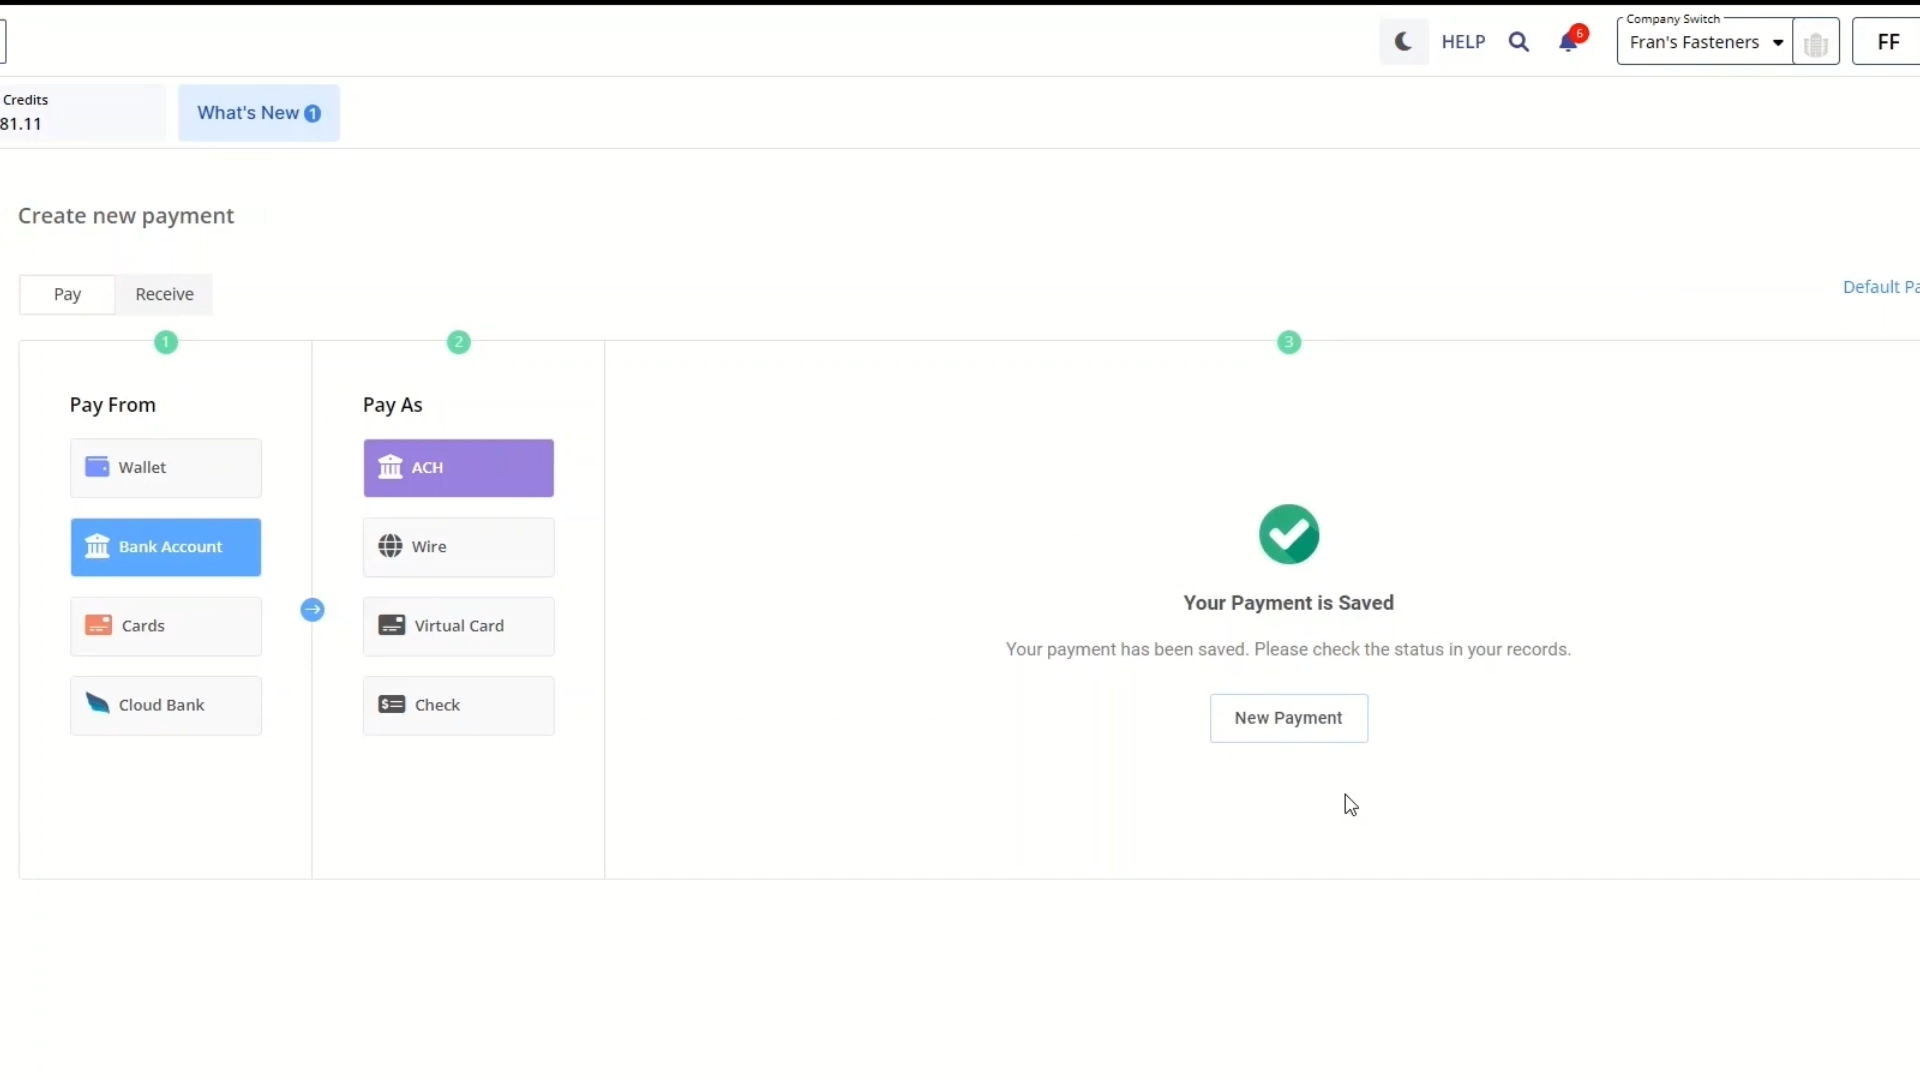 Company Switch
HELP
6
Fran's Fasteners
FF
Credits
81.11
What's New 1
Create new payment
Pay
Receive
Default Pa
1
2
3
Pay From
Pay As
Wallet
ACH
Bank Account
Wire
Cards
Virtual Card
Cloud Bank
Check
Your Payment is Saved
Your payment has been saved. Please check the status in your records.
New Payment